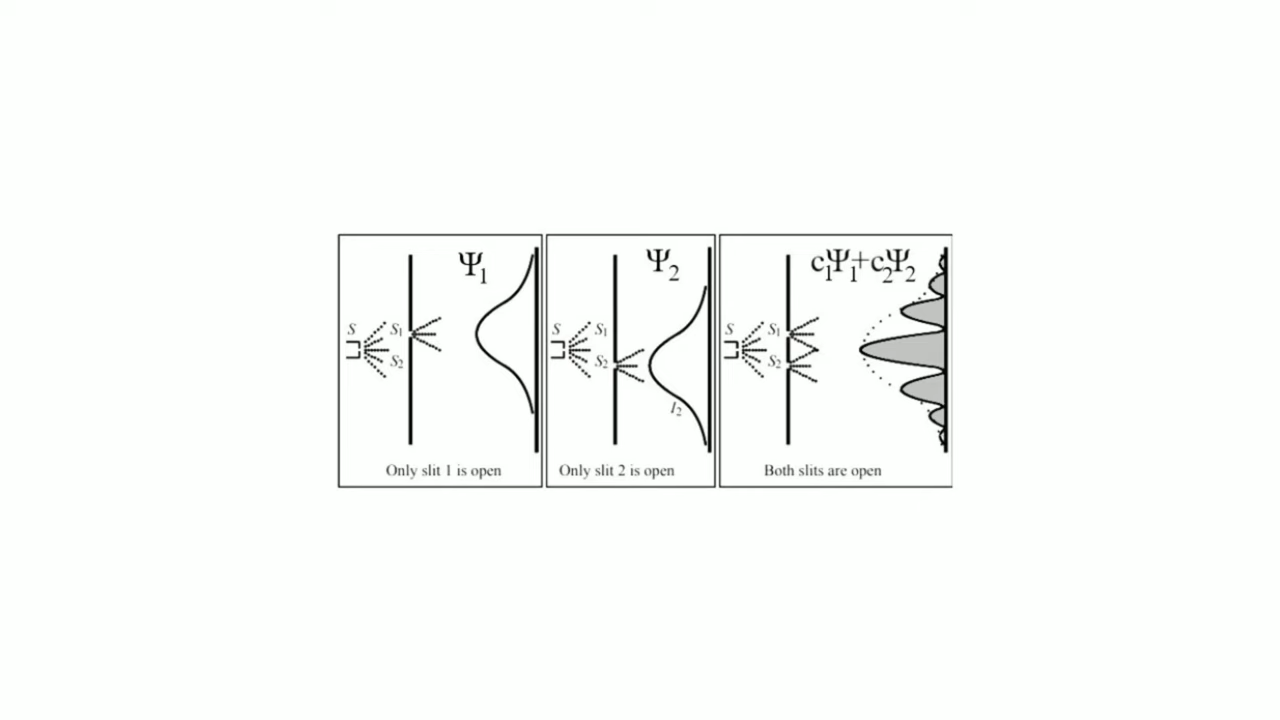 Ψ₁
S
S₁
S₂
Only slit 1 is open
Ψ₂
S
S₁
S₂
I₂
Only slit 2 is open
c₁Ψ₁+c₂Ψ₂
S
S₁
S₂
Both slits are open